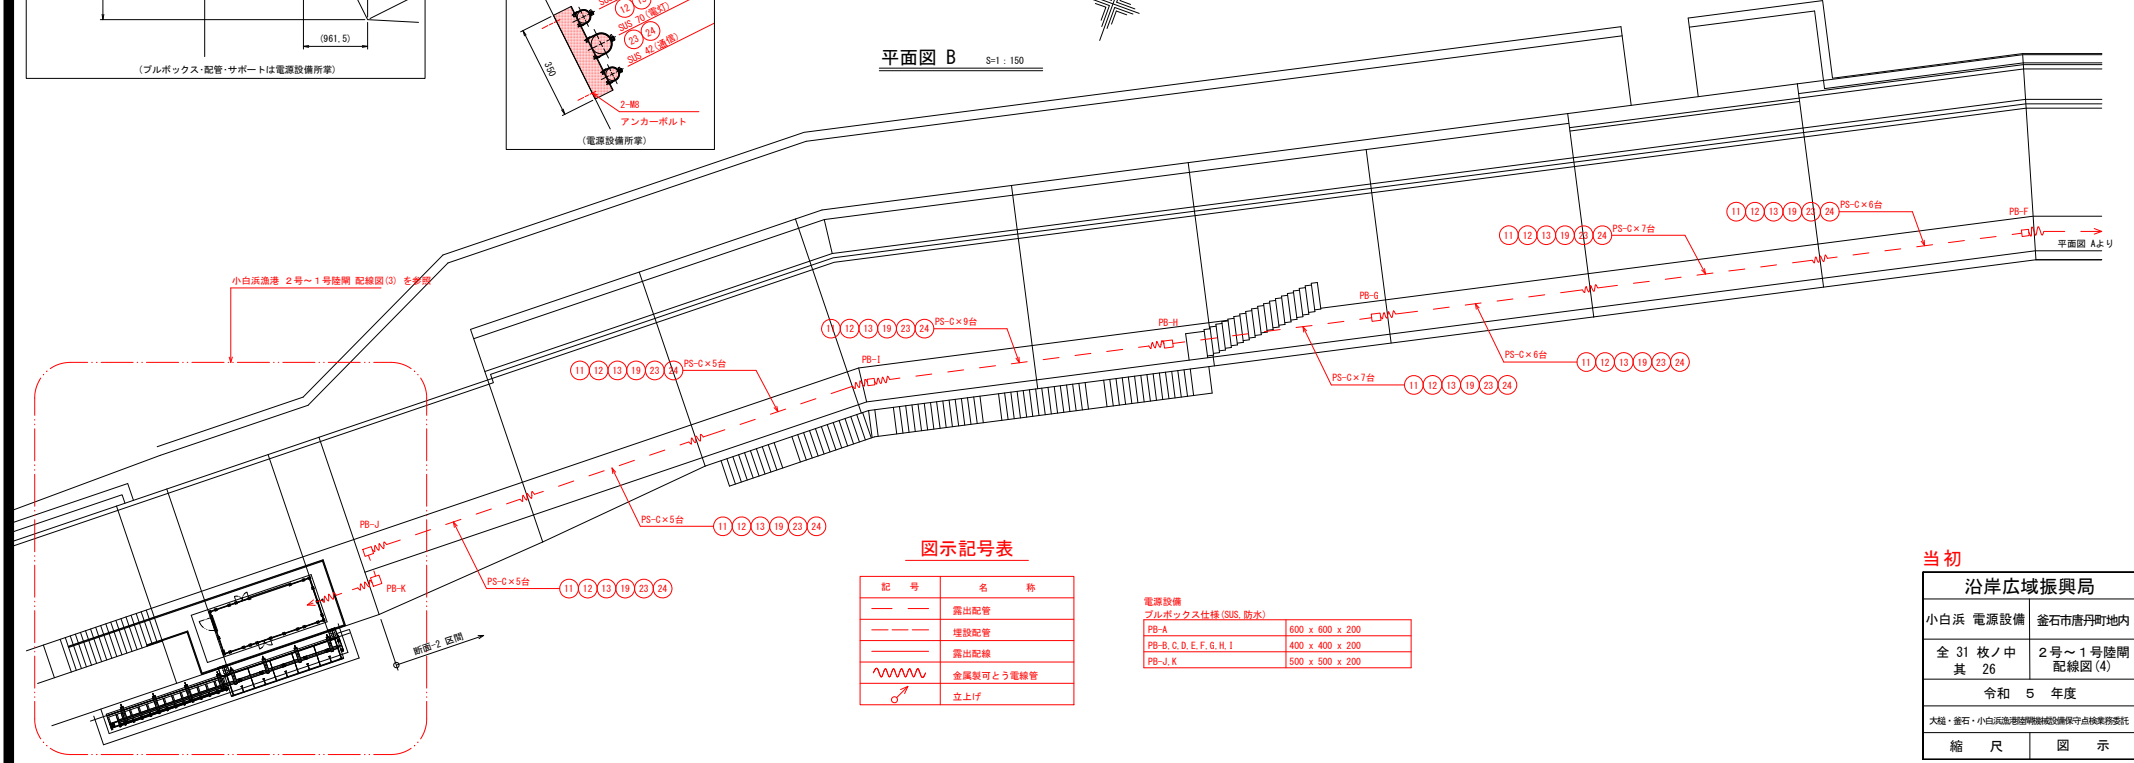 (961.5)
(プルボックス・配管・サポートは電源設備所掌)
12
SUS 70(電灯)
23 24
SUS 42(通信)
350
2-M8
アンカーボルト
(電源設備所掌)
平面図 B S=1:150
小白浜漁港 2号～1号陸閘 配線図(3) を参照
11 12 13 19 23 24 PS-C×6台
PB-F
平面図 Aより
11 12 13 19 23 24 PS-C×7台
PB-G
11 12 13 19 23 24 PS-C×9台
PB-H
PB-I
PS-C×6台 11 12 13 19 23 24
11 12 13 19 23 24 PS-C×5台
PS-C×7台 11 12 13 19 23 24
PS-C×5台 11 12 13 19 23 24
PB-J
PS-C×5台 11 12 13 19 23 24
PB-K
断面-2 区間
図示記号表
記 号 名 称
露出配管
埋設配管
露出配線
金属製可とう電線管
立上げ
電源設備
プルボックス仕様(SUS,防水)
PB-A 600 x 600 x 200
PB-B,C,D,E,F,G,H,I 400 x 400 x 200
PB-J,K 500 x 500 x 200
当初
沿岸広域振興局
小白浜 電源設備 釜石市唐丹町地内
全 31 枚ノ中 2号～1号陸閘
其 26 配線図(4)
令和 5 年度
大槌・釜石・小白浜漁港陸閘機械設備保守点検業務委託
縮 尺 図 示